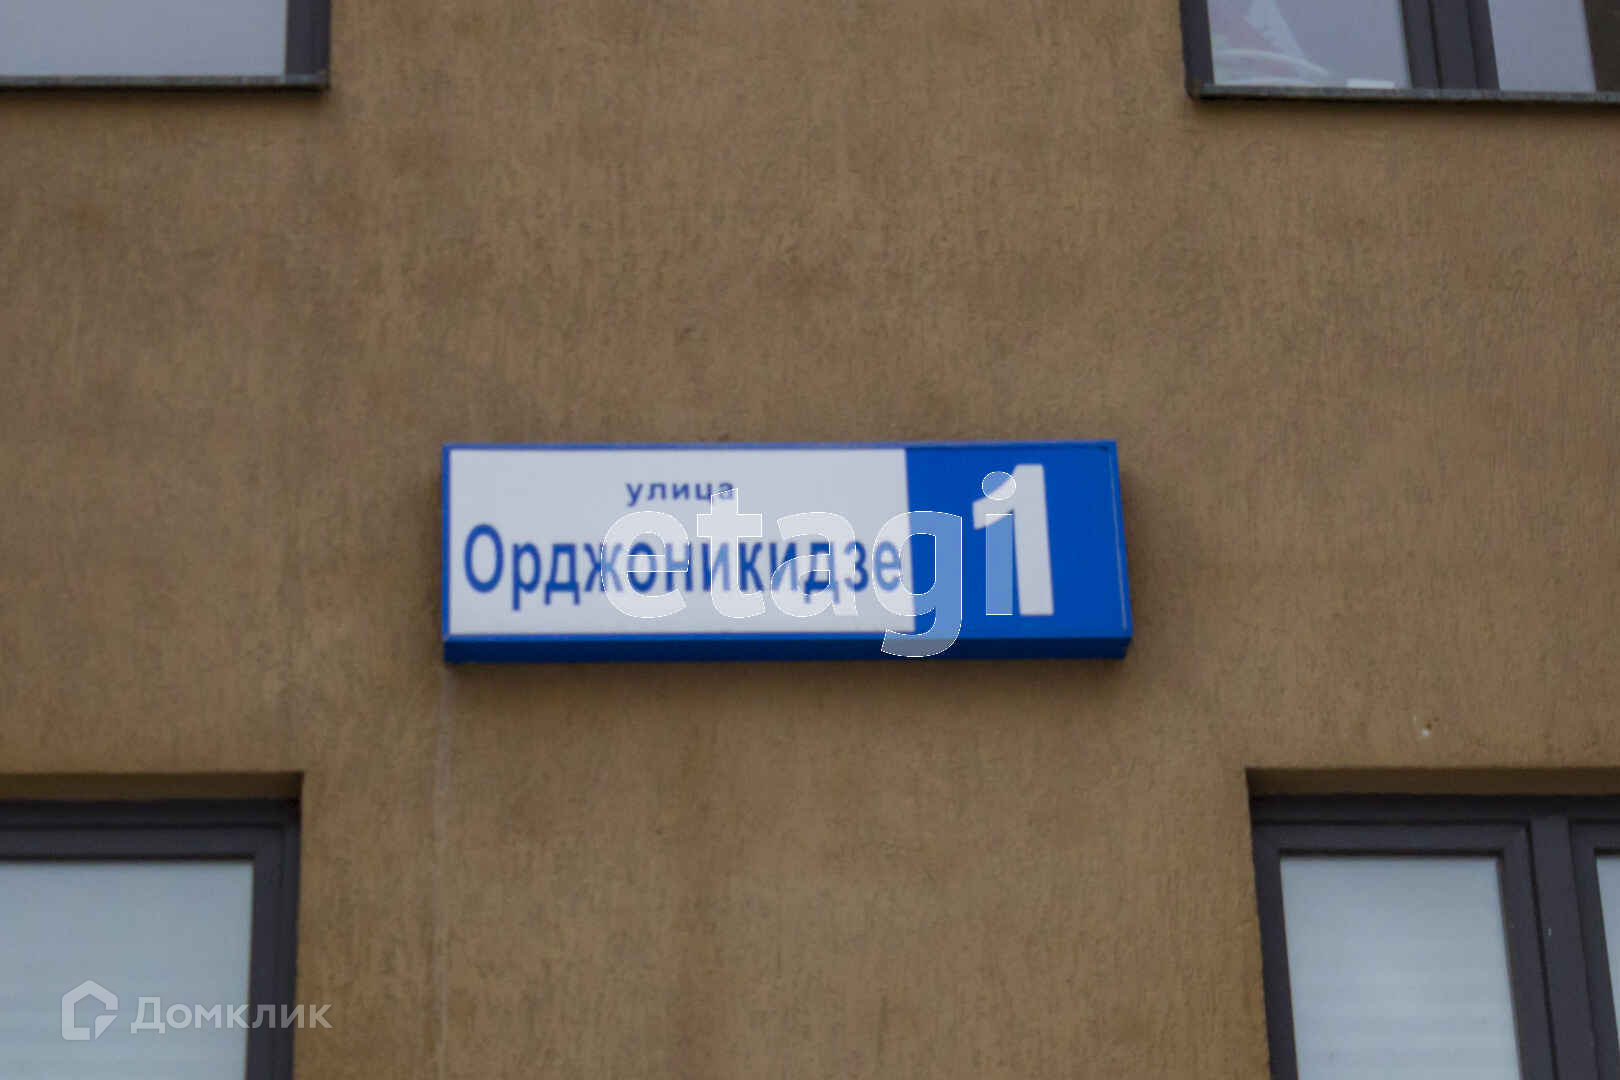 улица
Орджоникидзе 1
etagi
Домклик